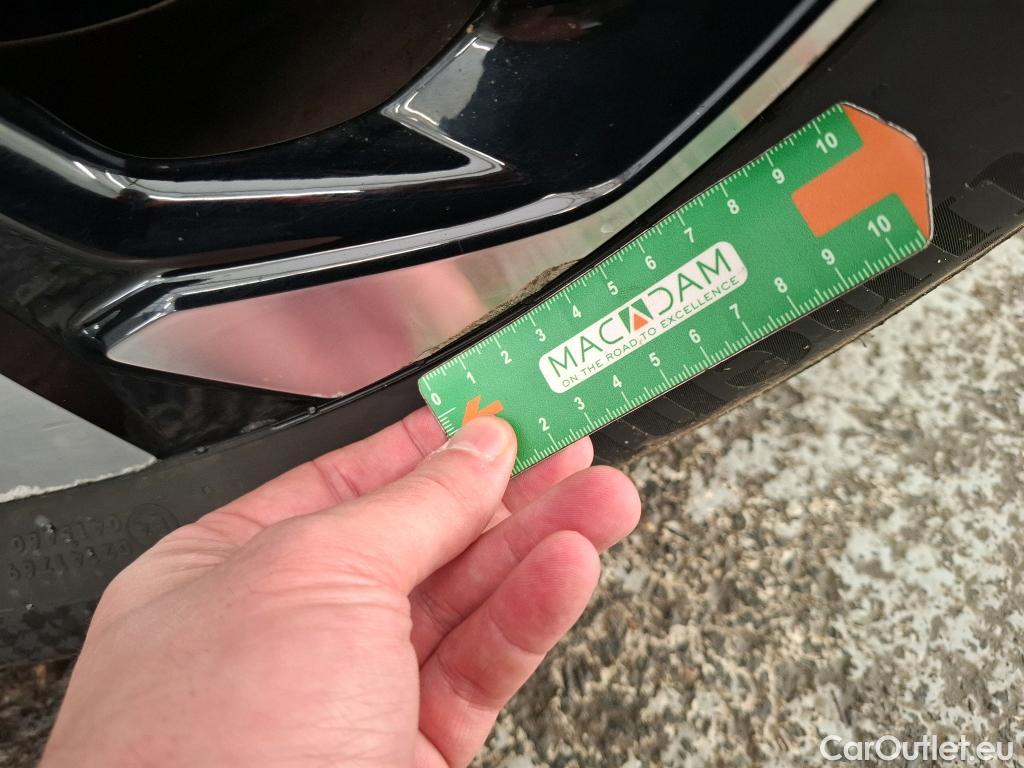 0 1 2 3 4 5 6 7 8 9 10
MACADAM
ON THE ROAD TO EXCELLENCE
2 3 4 5 6 7 8 9 10
CarOutlet.eu